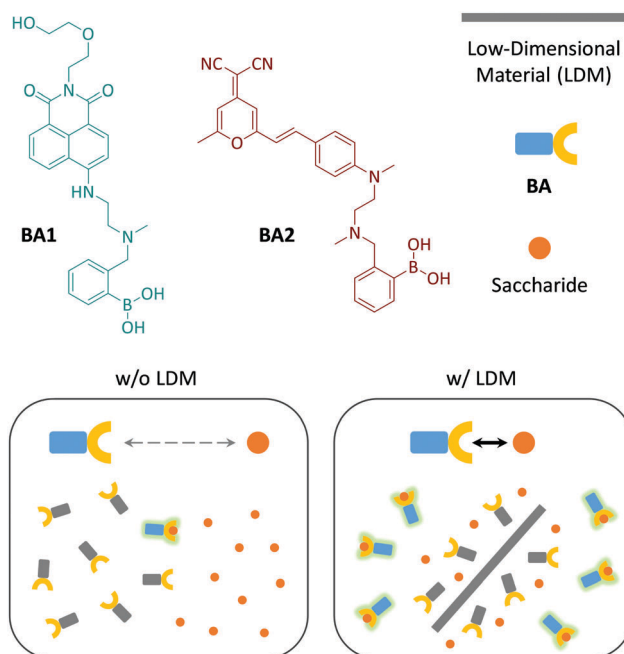 HO
O
N
O
O
HN
BA1
N
B
OH
OH
NC
CN
O
N
BA2
N
OH
B
OH
Low-Dimensional
Material (LDM)
BA
Saccharide
w/o LDM
w/ LDM